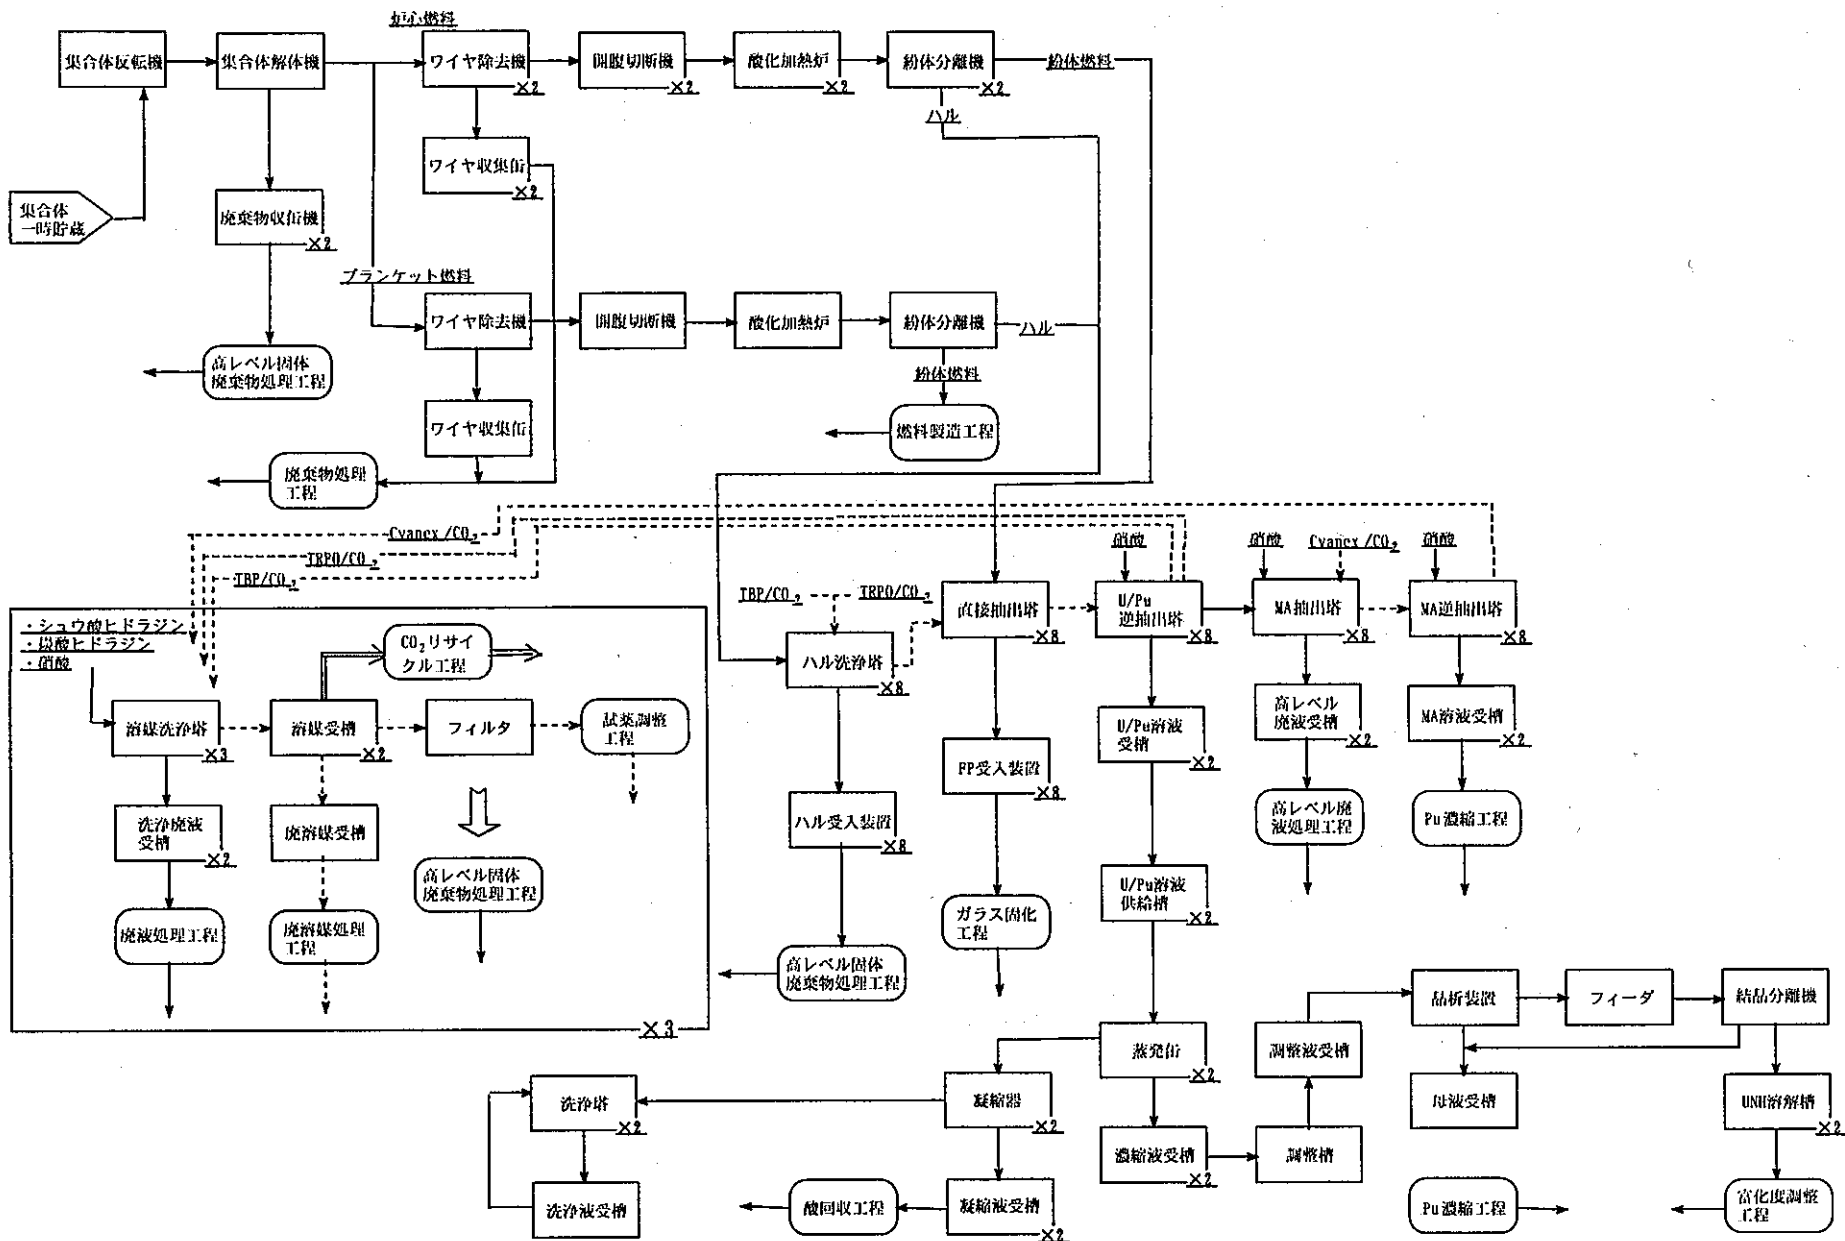 炉心燃料
集合体反転機
集合体解体機
ワイヤ除去機
×2
開腹切断機
×2
酸化加熱炉
×2
紛体分離機
×2
紛体燃料
ハル
ワイヤ収集缶
×2
集合体
一時貯蔵
廃棄物収缶機
×2
ブランケット燃料
ワイヤ除去機
開腹切断機
酸化加熱炉
紛体分離機
ハル
高レベル固体
廃棄物処理工程
紛体燃料
ワイヤ収集缶
燃料製造工程
廃棄物処理
工程
Cyanex/CO2
TRPO/CO2
TBP/CO2
硝酸
硝酸
Cyanex/CO2
硝酸
TBP/CO2
TRPO/CO2
直接抽出塔
×8
U/Pu
逆抽出塔
×8
MA抽出塔
×8
MA逆抽出塔
×8
・シュウ酸ヒドラジン
・炭酸ヒドラジン
・硝酸
CO2リサイ
クル工程
ハル洗浄塔
×8
溶媒洗浄塔
×3
溶媒受槽
×2
フィルタ
試薬調整
工程
U/Pu溶液
受槽
×2
高レベル
廃液受槽
×2
MA溶液受槽
×2
FP受入装置
×8
洗浄廃液
受槽
×2
廃溶媒受槽
ハル受入装置
×8
高レベル廃
液処理工程
Pu濃縮工程
高レベル固体
廃棄物処理工程
U/Pu溶液
供給槽
×2
廃液処理工程
廃溶媒処理
工程
ガラス固化
工程
高レベル固体
廃棄物処理工程
×3
晶析装置
フィーダ
結晶分離機
蒸発缶
×2
調整液受槽
洗浄塔
×2
凝縮器
×2
母液受槽
UNH溶解槽
×2
濃縮液受槽
×2
調整槽
洗浄液受槽
酸回収工程
凝縮液受槽
×2
Pu濃縮工程
富化度調整
工程